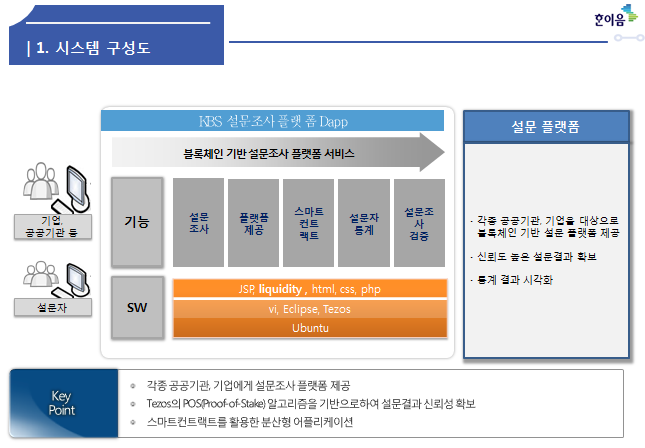 한이음
| 1. 시스템 구성도
KBS 설문조사 플랫 폼 Dapp
블록체인 기반 설문조사 플랫폼 서비스
기업,
공공기관 등
설문자
기능
설문
조사
플랫폼
제공
스마트
컨트
랙트
설문자
통계
설문조
사
검증
SW
JSP, liquidity , html, css, php
vi, Eclipse, Tezos
Ubuntu
설문 플랫폼
- 각종 공공기관, 기업을 대상으로
블록체인 기반 설문 플랫폼 제공
- 신뢰도 높은 설문결과 확보
- 통계 결과 시각화
Key
Point
각종 공공기관, 기업에게 설문조사 플랫폼 제공
Tezos의 POS(Proof-of-Stake) 알고리즘을 기반으로하여 설문결과 신뢰성 확보
스마트컨트랙트를 활용한 분산형 어플리케이션